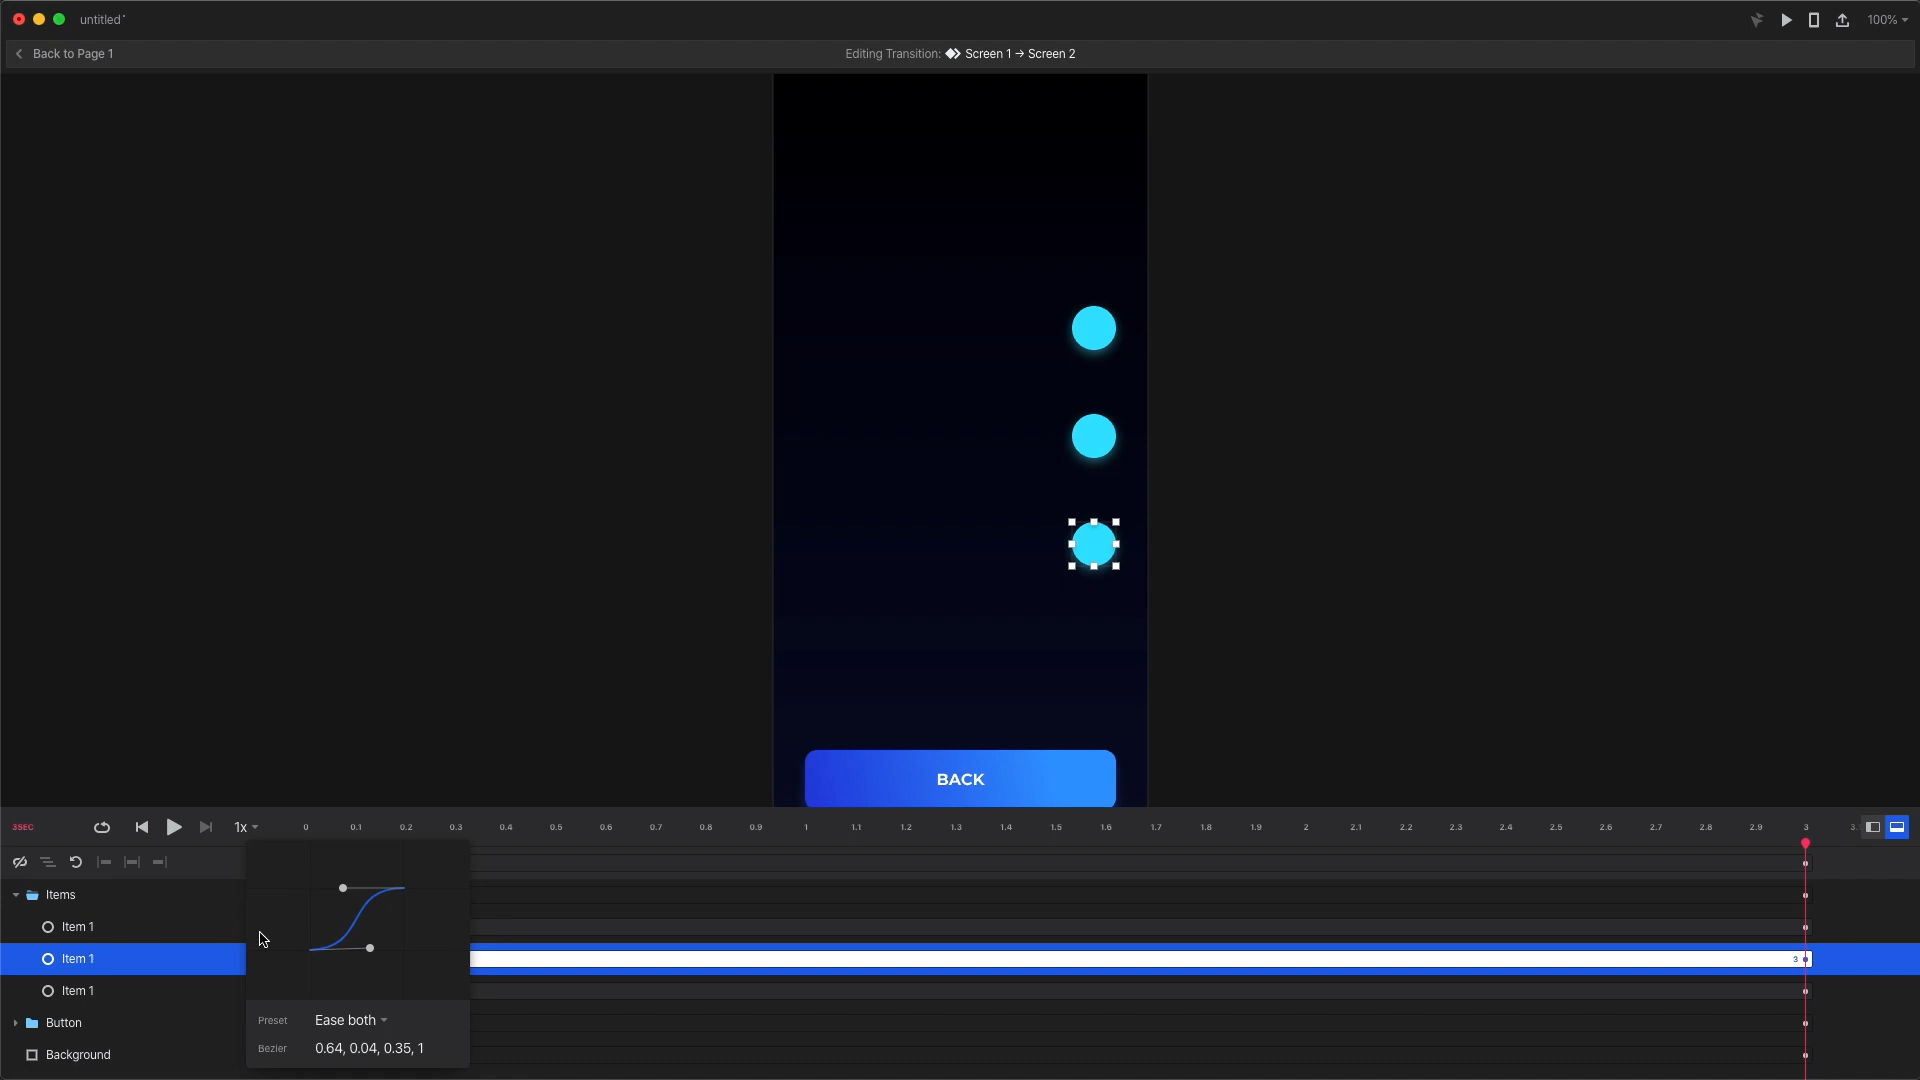 untitled*
100%
Back to Page 1
Editing Transition: Screen 1 → Screen 2
BACK
3SEC
1x
0 0.1 0.2 0.3 0.4 0.5 0.6 0.7 0.8 0.9 1 1.1 1.2 1.3 1.4 1.5 1.6 1.7 1.8 1.9 2 2.1 2.2 2.3 2.4 2.5 2.6 2.7 2.8 2.9 3
Items
Item 1
Item 1
3
Item 1
Button
Background
Preset Ease both
Bezier 0.64, 0.04, 0.35, 1